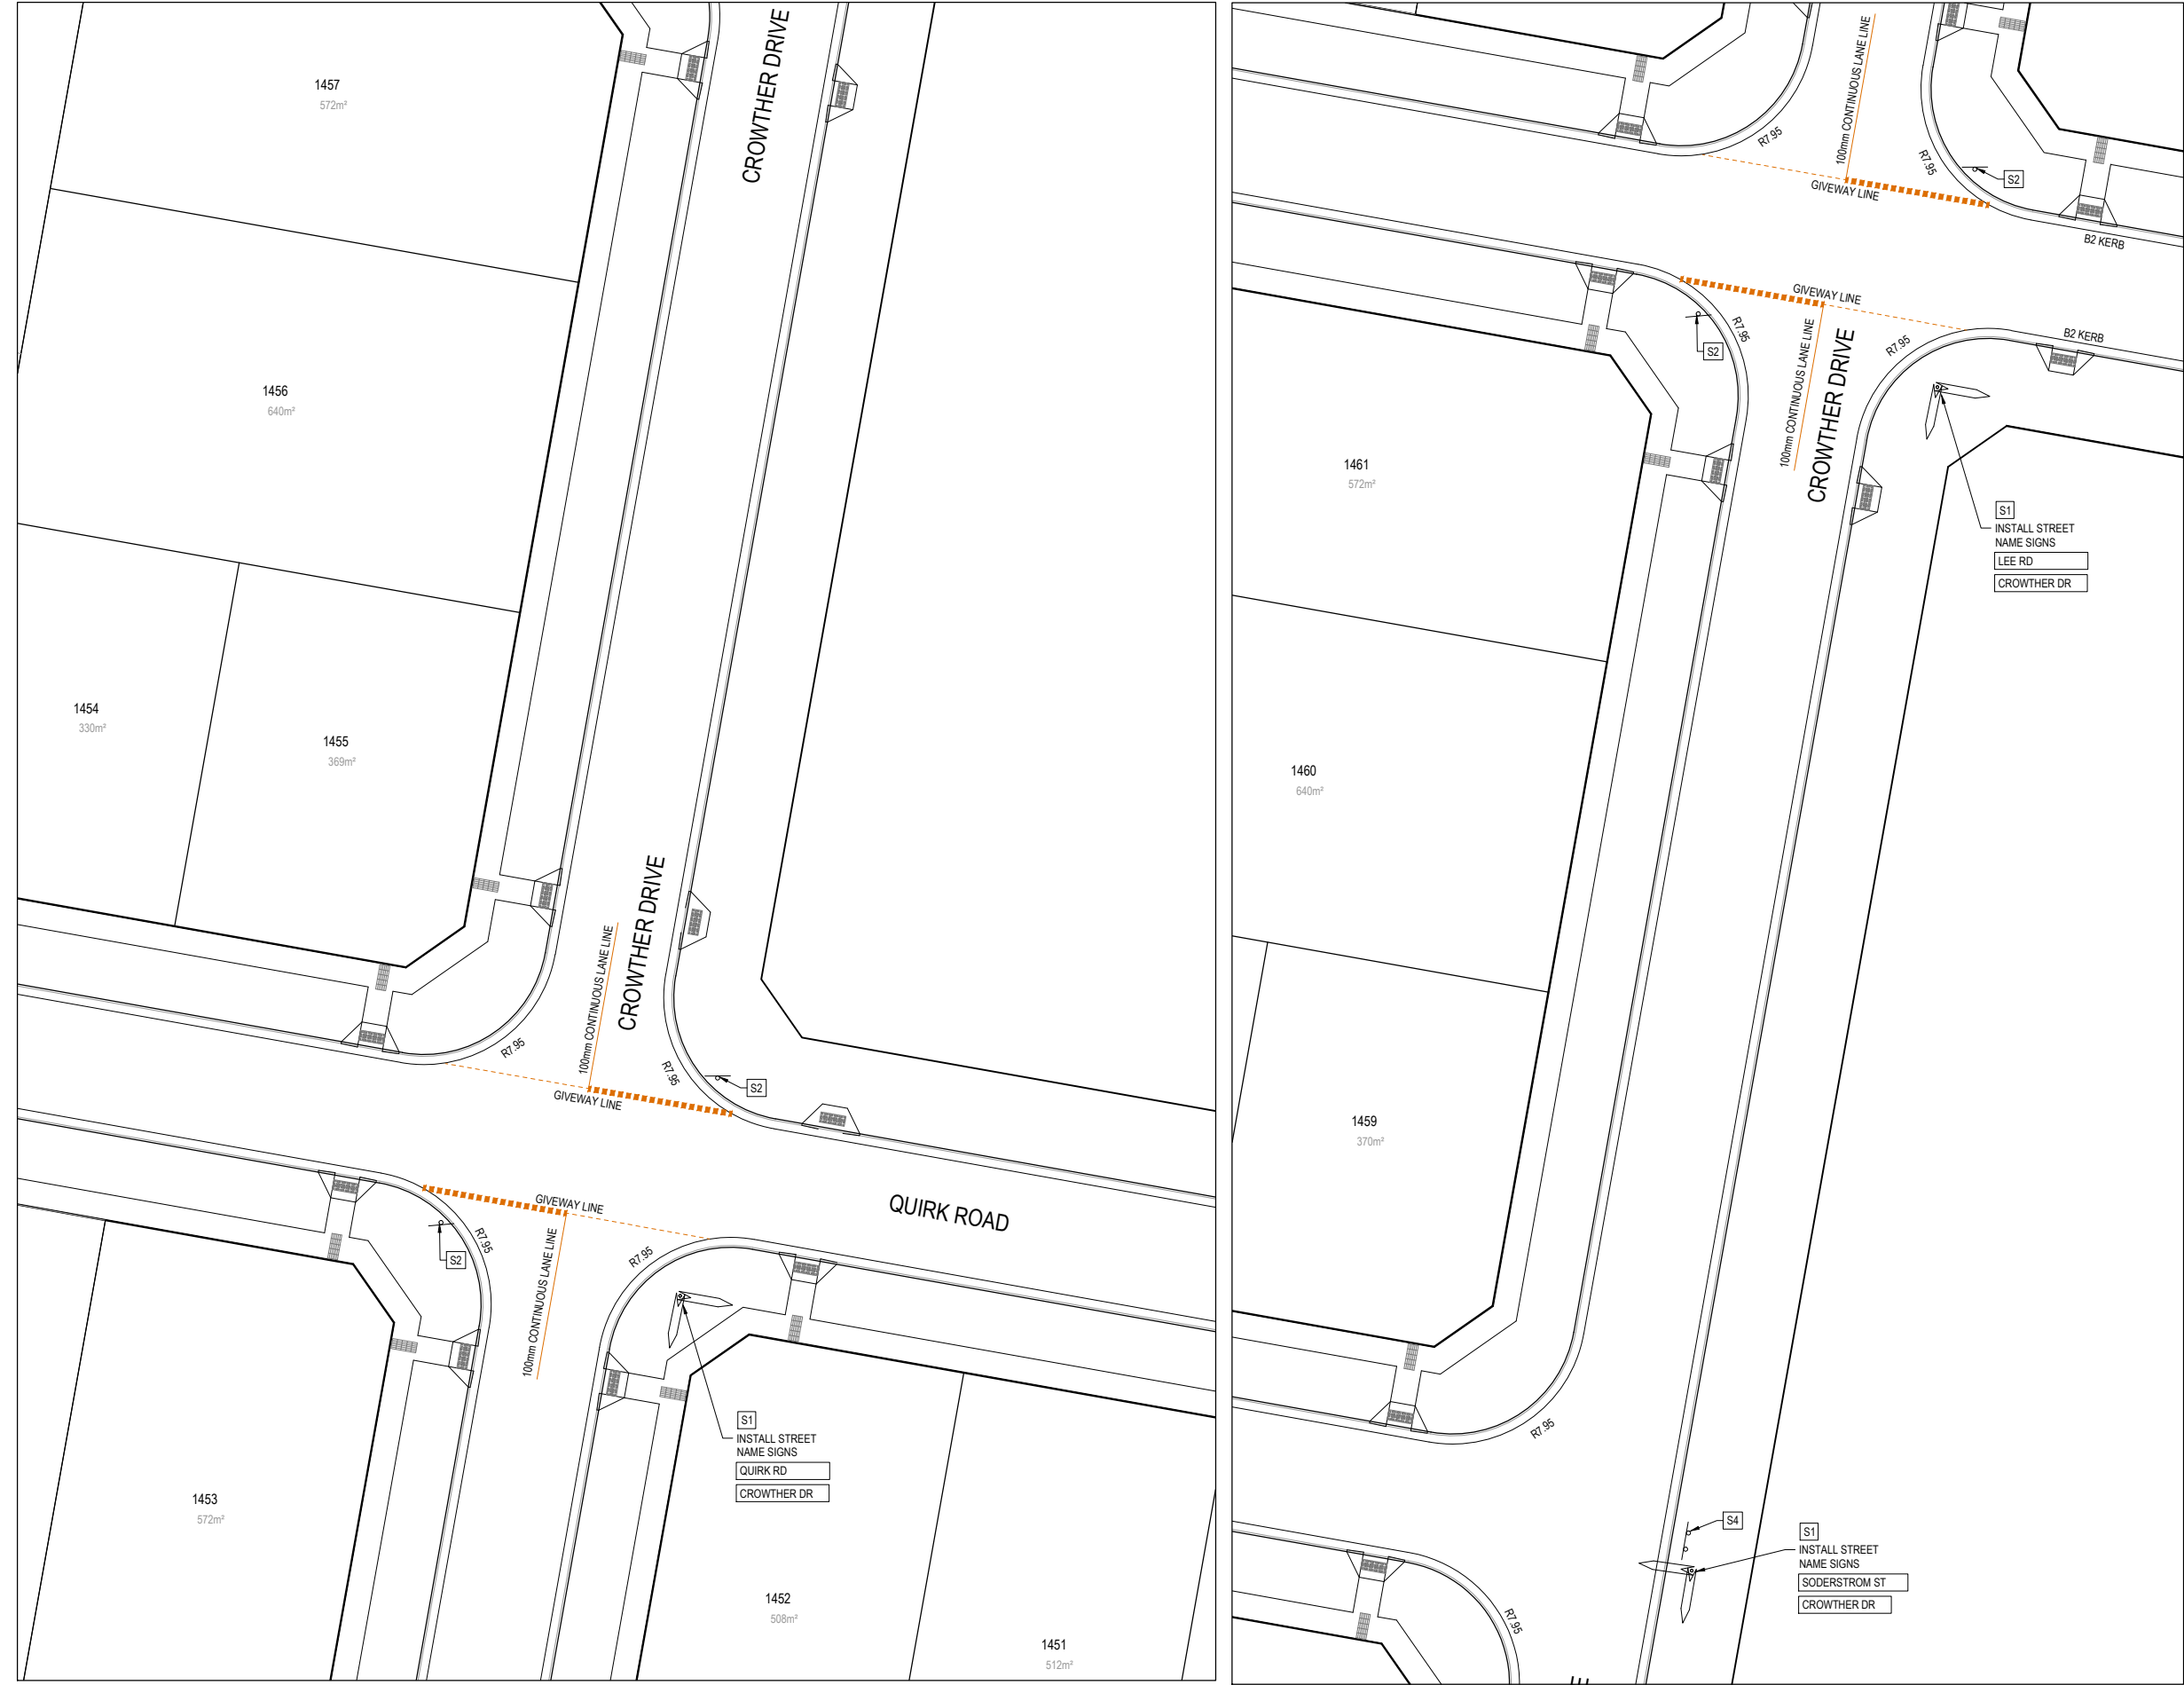 1457
572m²
CROWTHER DRIVE
1456
640m²
1454
330m²
1455
369m²
CROWTHER DRIVE
100mm CONTINUOUS LANE LINE
R7.95
R7.95
S2
GIVEWAY LINE
GIVEWAY LINE
QUIRK ROAD
R7.95
S2
R7.95
100mm CONTINUOUS LANE LINE
S1
INSTALL STREET
NAME SIGNS
QUIRK RD
CROWTHER DR
1453
572m²
1452
508m²
1451
512m²
100mm CONTINUOUS LANE LINE
R7.95
R7.95
S2
GIVEWAY LINE
B2 KERB
GIVEWAY LINE
R7.95
S2
R7.95
B2 KERB
100mm CONTINUOUS LANE LINE
CROWTHER DRIVE
1461
572m²
S1
INSTALL STREET
NAME SIGNS
LEE RD
CROWTHER DR
1460
640m²
1459
370m²
R7.95
S4
S1
INSTALL STREET
NAME SIGNS
SODERSTROM ST
CROWTHER DR
R7.95